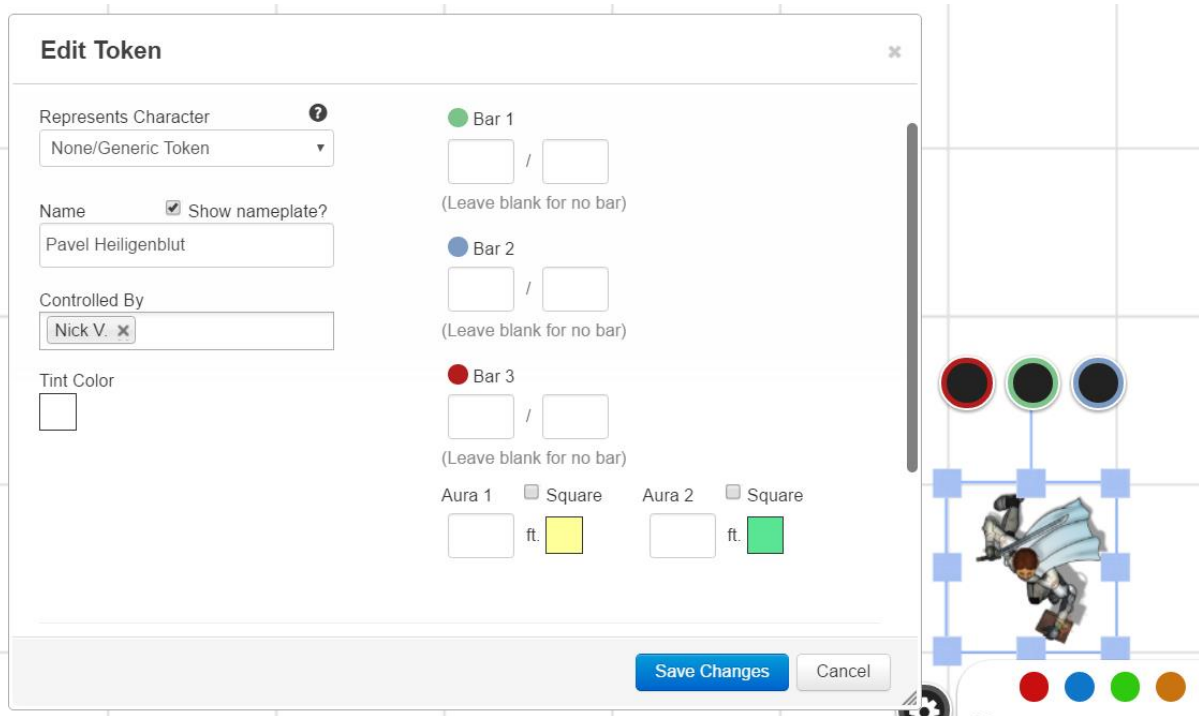 Edit Token
×
Represents Character ?
None/Generic Token
Name Show nameplate?
Pavel Heiligenblut
Controlled By
Nick V. ×
Tint Color
Bar 1
/
(Leave blank for no bar)
Bar 2
/
(Leave blank for no bar)
Bar 3
/
(Leave blank for no bar)
Aura 1 Square Aura 2 Square
ft. ft.
Save Changes Cancel